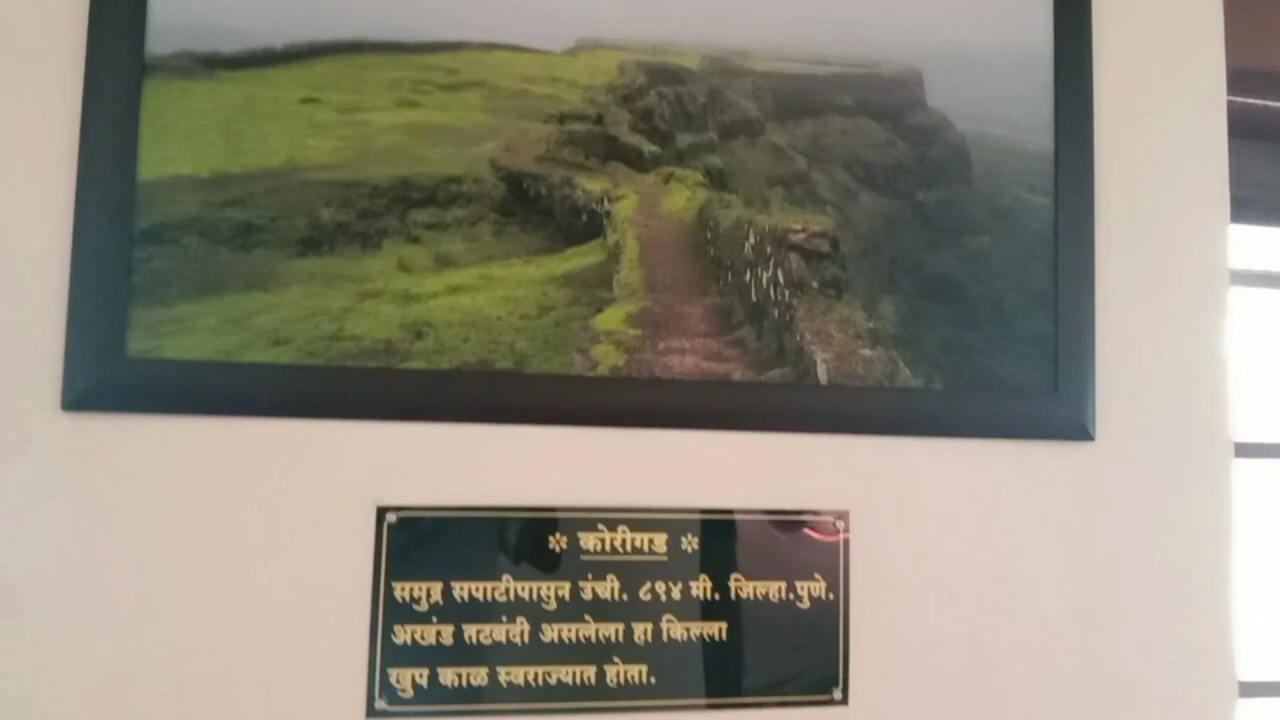 ❊ कोरीगड ❊
समुद्र सपाटीपासुन उंची. ८९४ मी. जिल्हा.पुणे.
अखंड तटबंदी असलेला हा किल्ला
खुप काळ स्वराज्यात होता.